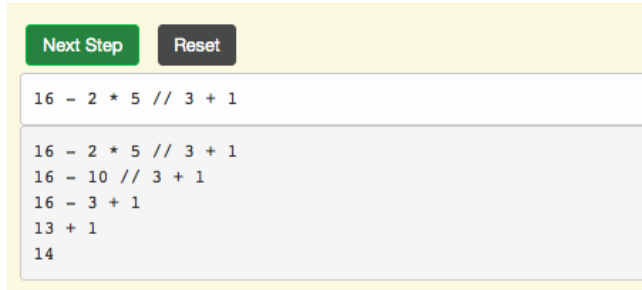 Next Step Reset
16 - 2 * 5 // 3 + 1
16 - 2 * 5 // 3 + 1
16 - 10 // 3 + 1
16 - 3 + 1
13 + 1
14